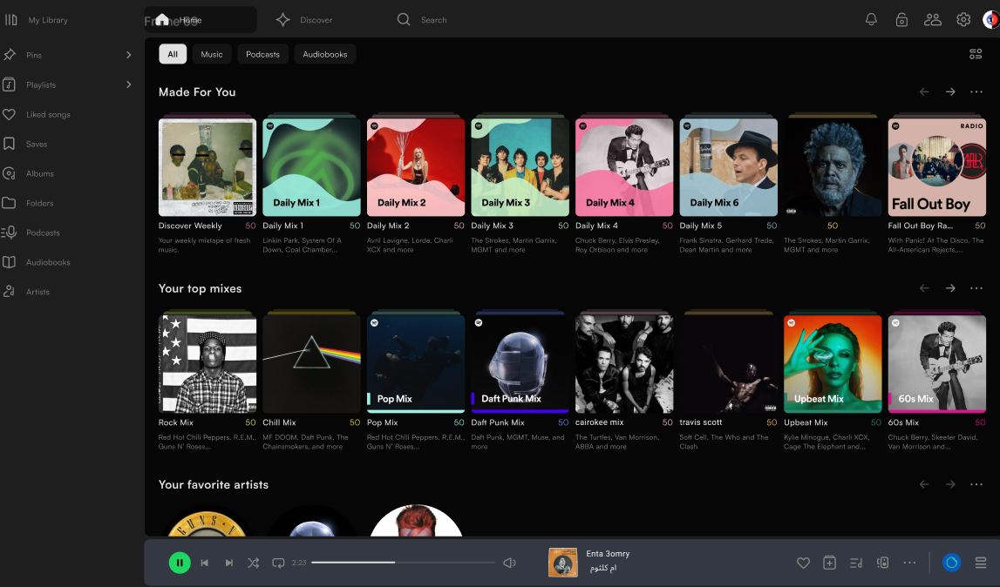 My Library
Frame 89
Home
Discover
Search
Pins
Playlists
Liked songs
Saves
Albums
Folders
Podcasts
Audiobooks
Artists
All
Music
Podcasts
Audiobooks
Made For You
Daily Mix 1
Daily Mix 2
Daily Mix 3
Daily Mix 4
Daily Mix 6
RADIO
Fall Out Boy
Discover Weekly 50
Your weekly mixtape of fresh
music.
Daily Mix 1 50
Linkin Park, System Of A
Down, Coal Chamber...
Daily Mix 2 50
Avril Lavigne, Lorde, Charli
XCX and more
Daily Mix 3 50
The Strokes, Martin Garrix,
MGMT and more
Daily Mix 4 50
Chuck Berry, Elvis Presley,
Roy Orbison and more
Daily Mix 5 50
Frank Sinatra, Gerhard Trede,
Dean Martin and more
50
The Strokes, Martin Garrix,
MGMT and more
Fall Out Boy Ra... 50
With Panic! At The Disco, The
All-American Rejects,...
Your top mixes
Pop Mix
Daft Punk Mix
Upbeat Mix
60s Mix
Rock Mix 50
Red Hot Chili Peppers, R.E.M.,
Guns N' Roses...
Chill Mix 50
MF DOOM, Daft Punk, The
Chainsmokers, and more
Pop Mix 50
Red Hot Chili Peppers, R.E.M.,
Guns N' Roses...
Daft Punk Mix 50
Daft Punk, MGMT, Muse, and
more
cairokee mix 50
The Turtles, Van Morrison,
ABBA and more
travis scott 50
Soft Cell, The Who and The
Clash
Upbeat Mix 50
Kylie Minogue, Charli XCX,
Cage The Elephant and...
60s Mix 50
Chuck Berry, Skeeter David,
Van Morrison and...
Your favorite artists
GUNS N
2:23
Enta 3omry
ام كلثوم